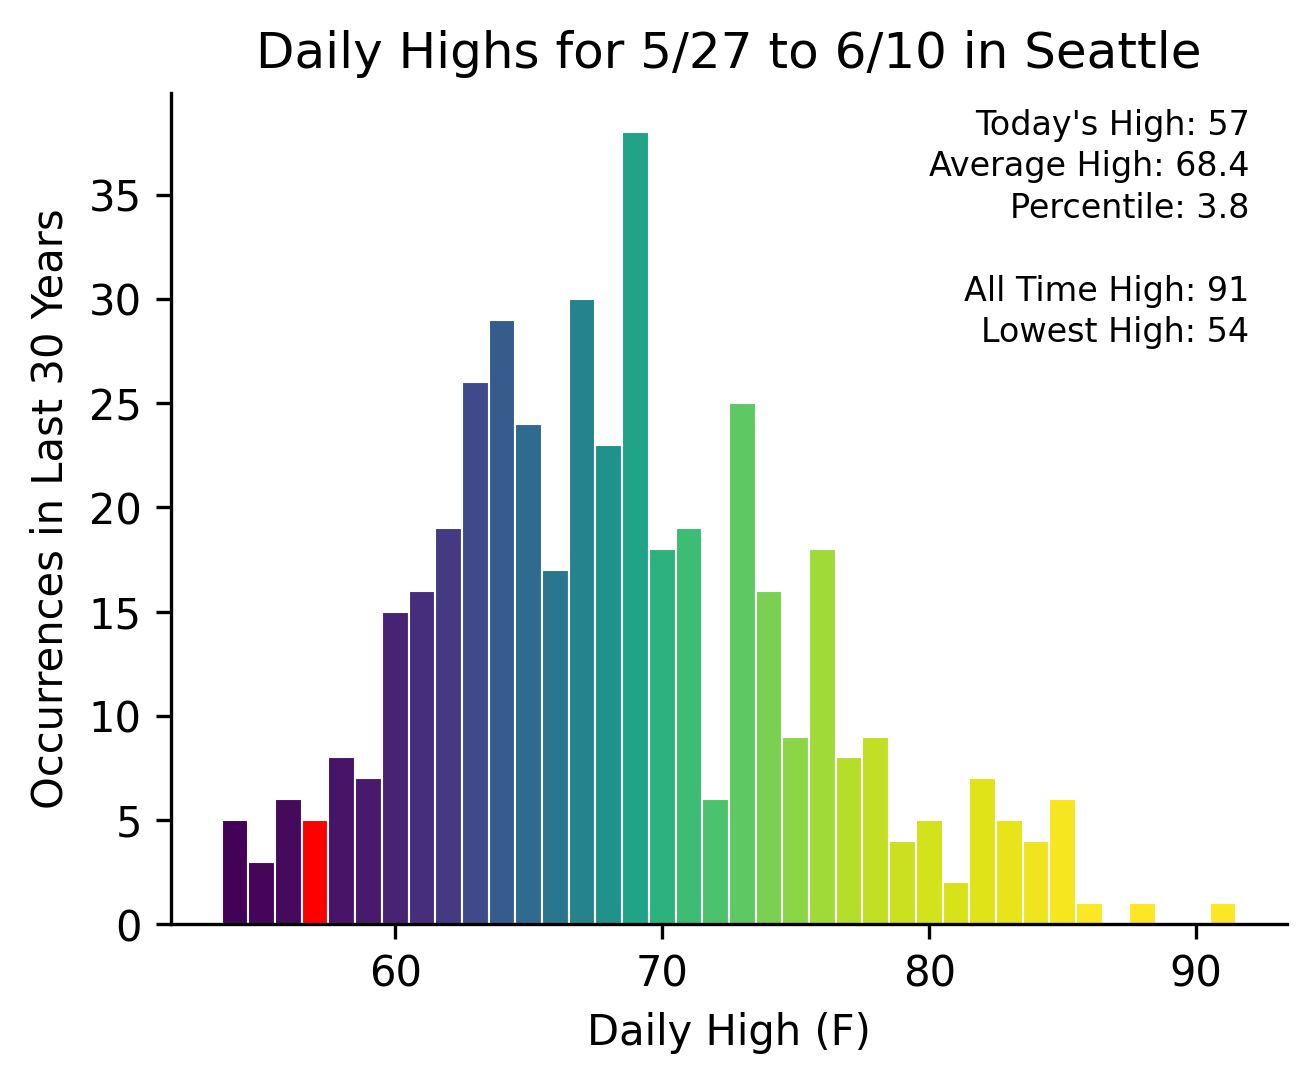 Daily Highs for 5/27 to 6/10 in Seattle
Today's High: 57
Average High: 68.4
Percentile: 3.8
All Time High: 91
Lowest High: 54
Occurrences in Last 30 Years
35
30
25
20
15
10
5
0
60 70 80 90
Daily High (F)